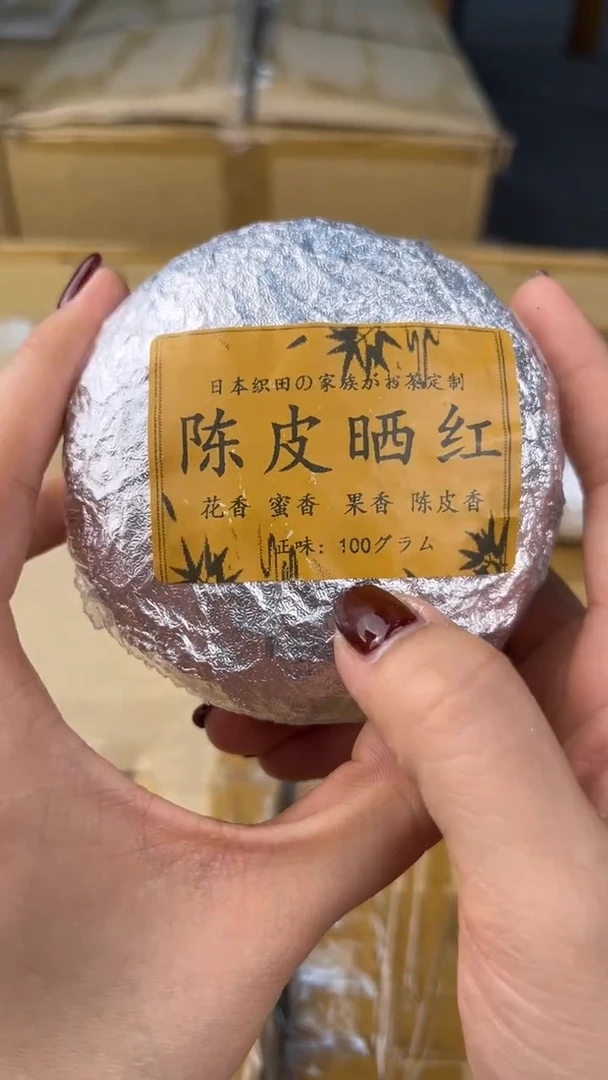 日本织田の家族がお茶定制
陈皮晒红
花香 蜜香 果香 陈皮香
正味：100グラム